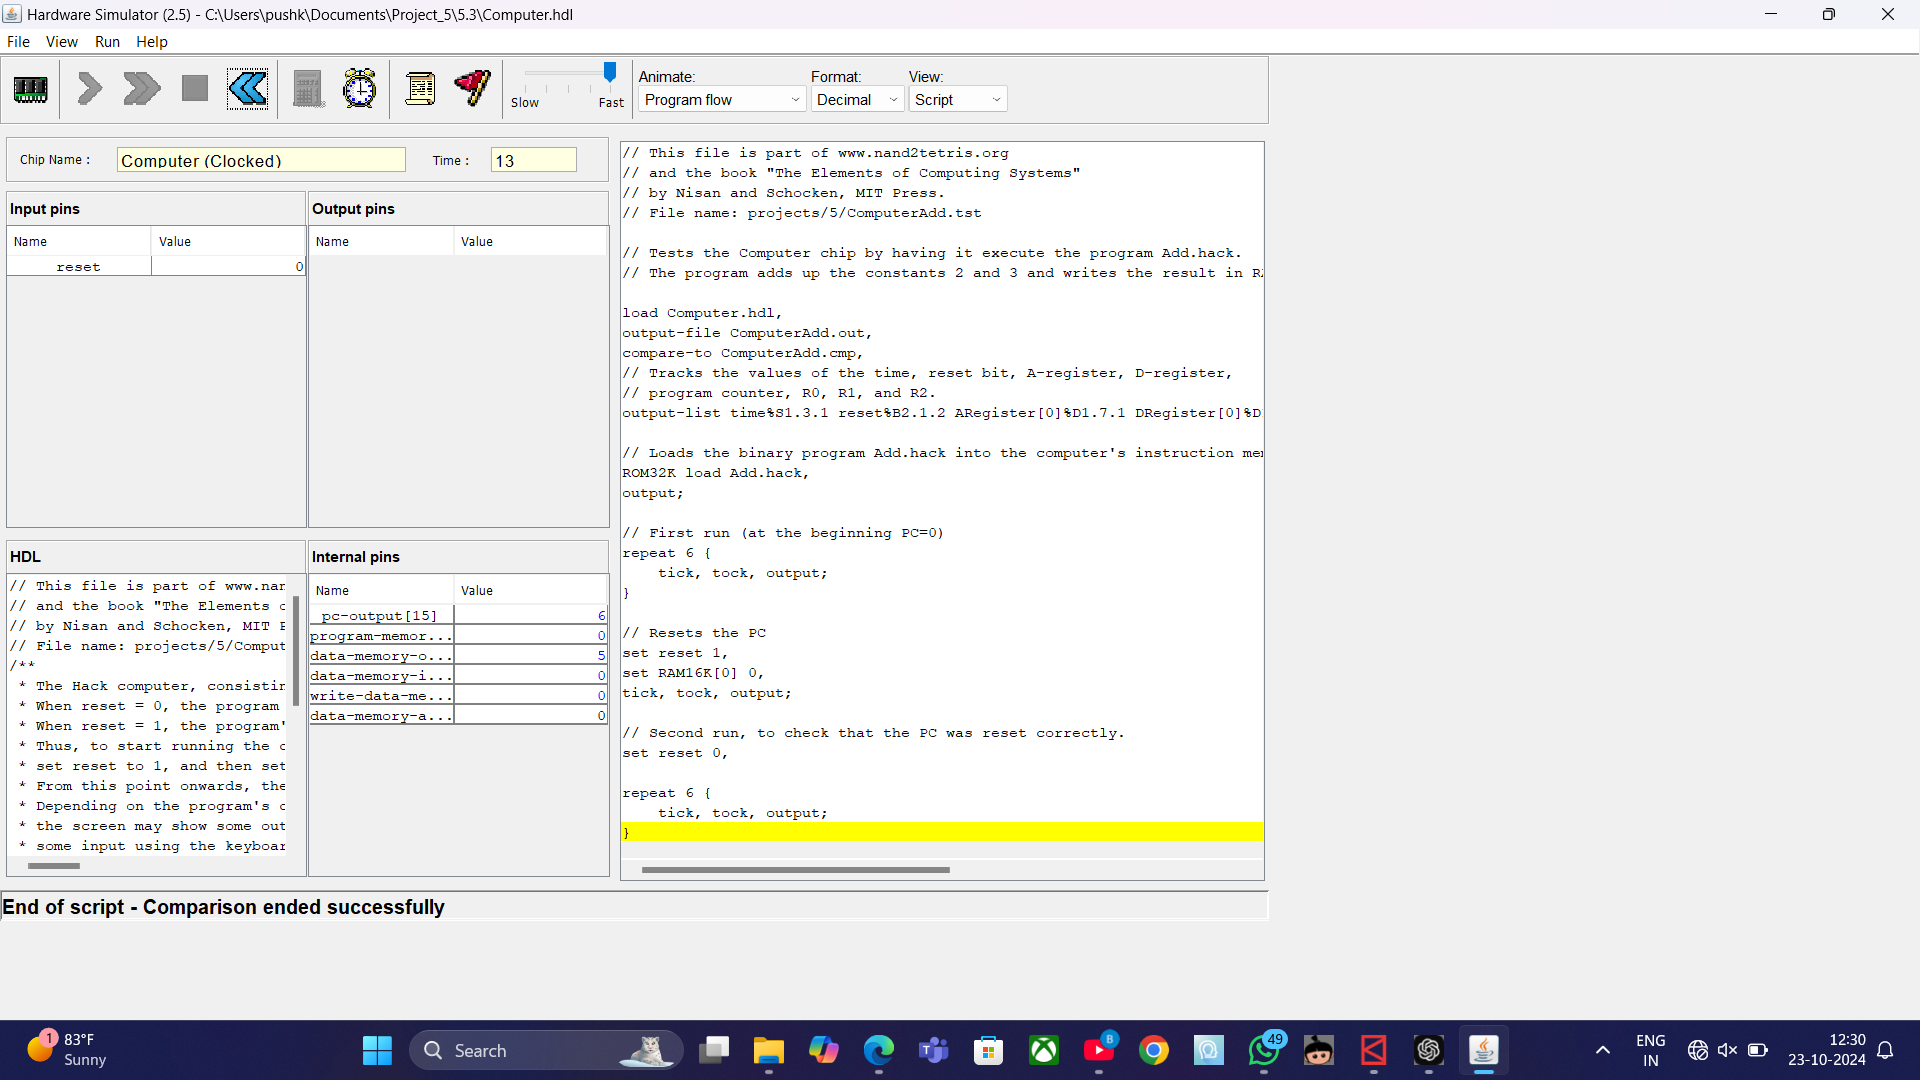 Hardware Simulator (2.5) - C:\Users\pushk\Documents\Project_5\5.3\Computer.hdl
File View Run Help
Slow Fast
Animate: Format: View:
Program flow Decimal Script
Chip Name : Computer (Clocked) Time : 13
Input pins
Name Value
reset 0
Output pins
Name Value
HDL
// This file is part of www.nan
// and the book "The Elements o
// by Nisan and Schocken, MIT P
// File name: projects/5/Comput
/**
* The Hack computer, consistin
* When reset = 0, the program
* When reset = 1, the program'
* Thus, to start running the c
* set reset to 1, and then set
* From this point onwards, the
* Depending on the program's c
* the screen may show some out
* some input using the keyboar
Internal pins
Name Value
pc-output[15] 6
program-memor... 0
data-memory-o... 5
data-memory-i... 0
write-data-me... 0
data-memory-a... 0
// This file is part of www.nand2tetris.org
// and the book "The Elements of Computing Systems"
// by Nisan and Schocken, MIT Press.
// File name: projects/5/ComputerAdd.tst
// Tests the Computer chip by having it execute the program Add.hack.
// The program adds up the constants 2 and 3 and writes the result in RA
load Computer.hdl,
output-file ComputerAdd.out,
compare-to ComputerAdd.cmp,
// Tracks the values of the time, reset bit, A-register, D-register,
// program counter, R0, R1, and R2.
output-list time%S1.3.1 reset%B2.1.2 ARegister[0]%D1.7.1 DRegister[0]%D
// Loads the binary program Add.hack into the computer's instruction mem
ROM32K load Add.hack,
output;
// First run (at the beginning PC=0)
repeat 6 {
tick, tock, output;
}
// Resets the PC
set reset 1,
set RAM16K[0] 0,
tick, tock, output;
// Second run, to check that the PC was reset correctly.
set reset 0,
repeat 6 {
tick, tock, output;
}
End of script - Comparison ended successfully
1
83°F
Sunny
Search
B
49
ENG
IN
12:30
23-10-2024